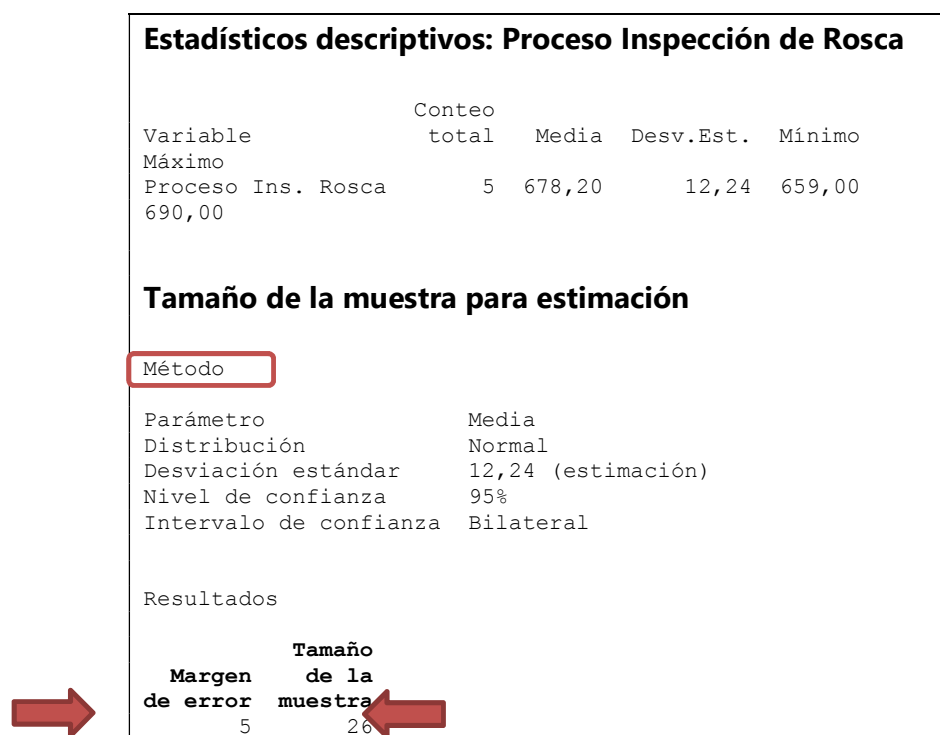 Estadísticos descriptivos: Proceso Inspección de Rosca
Conteo
Variable total Media Desv.Est. Mínimo
Máximo
Proceso Ins. Rosca 5 678,20 12,24 659,00
690,00
Tamaño de la muestra para estimación
Método
Parámetro Media
Distribución Normal
Desviación estándar 12,24 (estimación)
Nivel de confianza 95%
Intervalo de confianza Bilateral
Resultados
Tamaño
Margen de la
de error muestra
5 26